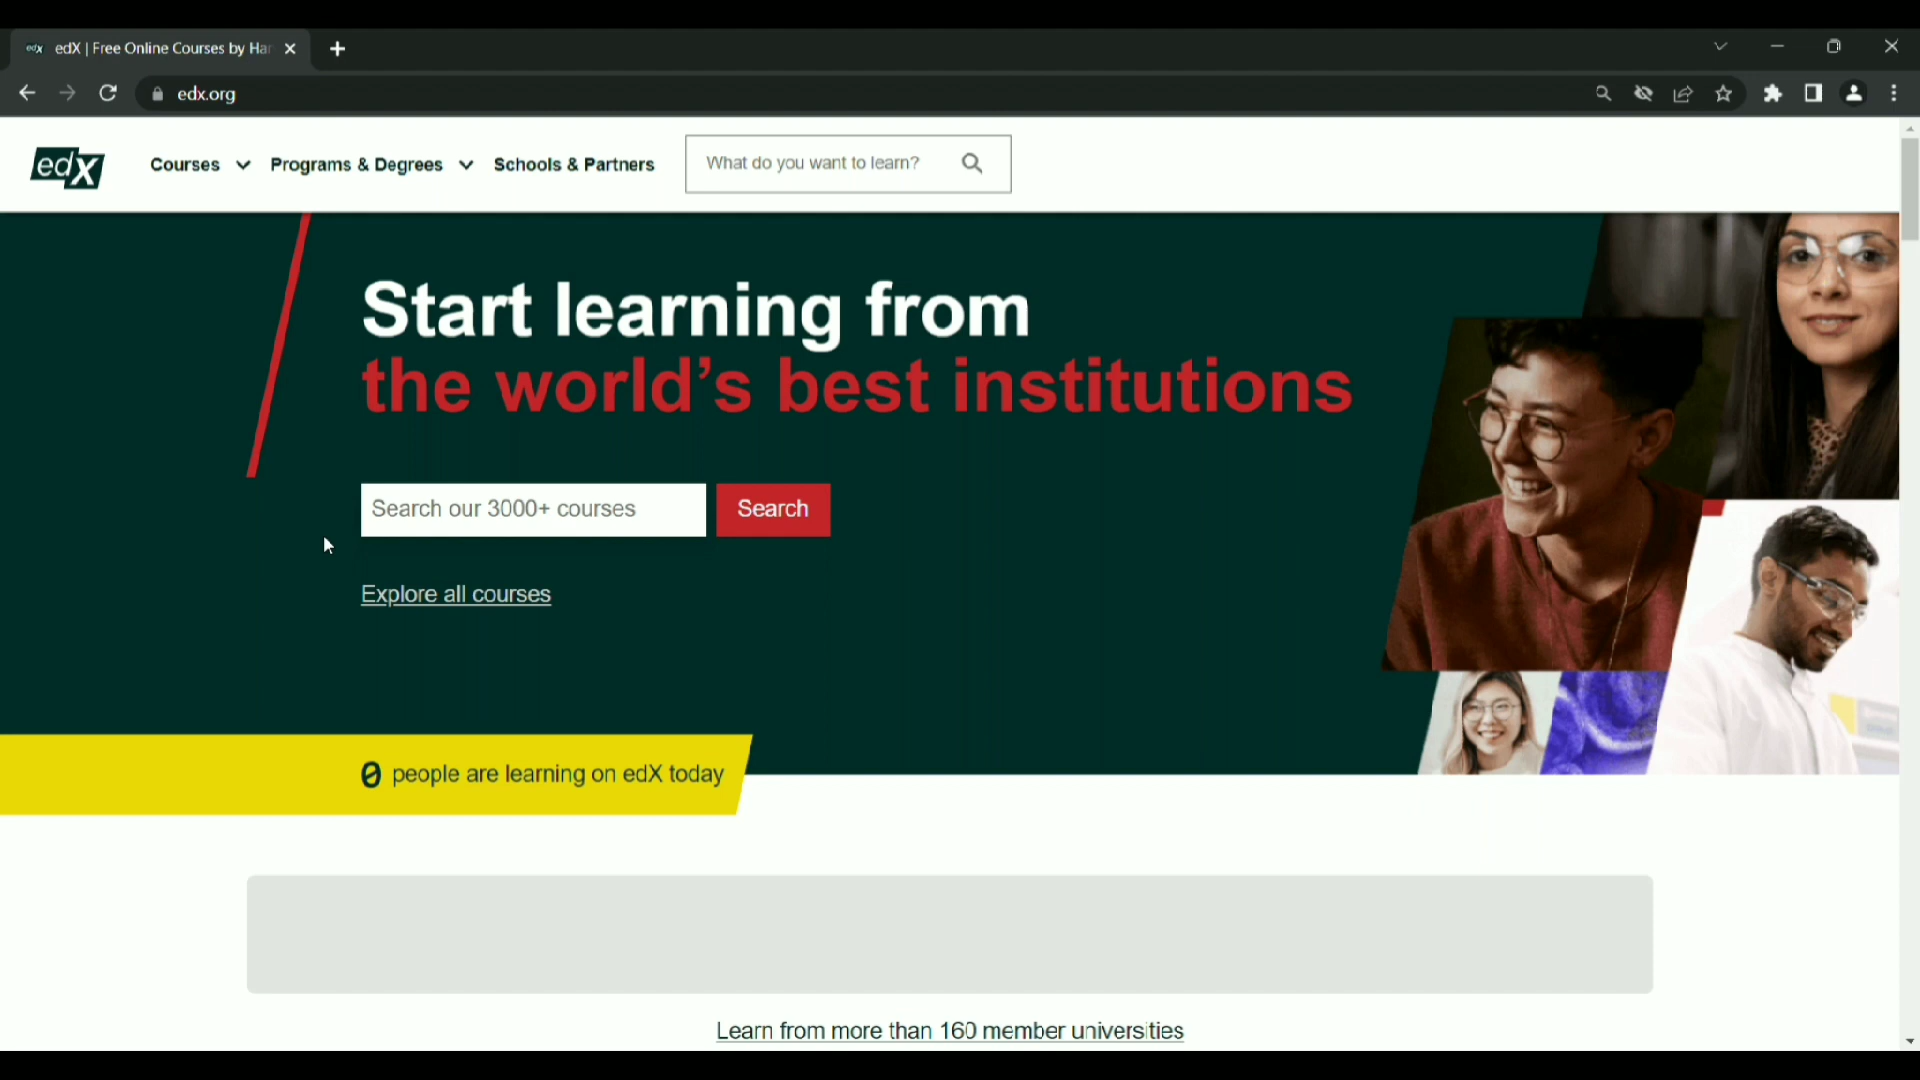 edX edX | Free Online Courses by Har
edx.org
edX Courses Programs & Degrees Schools & Partners What do you want to learn?
Start learning from
the world's best institutions
Search our 3000+ courses Search
Explore all courses
0 people are learning on edX today
Learn from more than 160 member universities